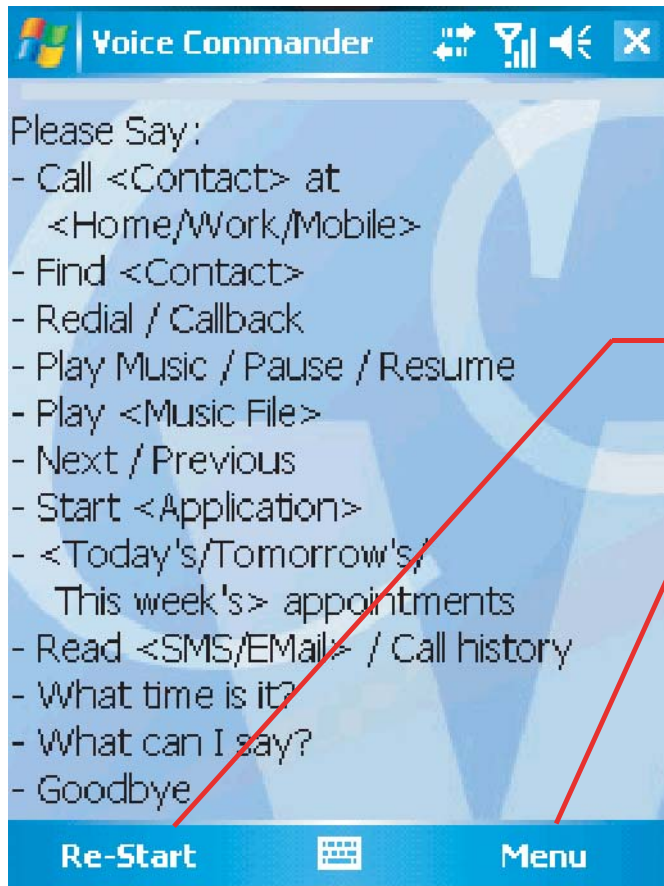 Voice Commander
Please Say:
- Call <Contact> at
<Home/Work/Mobile>
- Find <Contact>
- Redial / Callback
- Play Music / Pause / Resume
- Play <Music File>
- Next / Previous
- Start <Application>
- <Today's/Tomorrow's/
This week's> appointments
- Read <SMS/EMail> / Call history
- What time is it?
- What can I say?
- Goodbye
Re-Start Menu